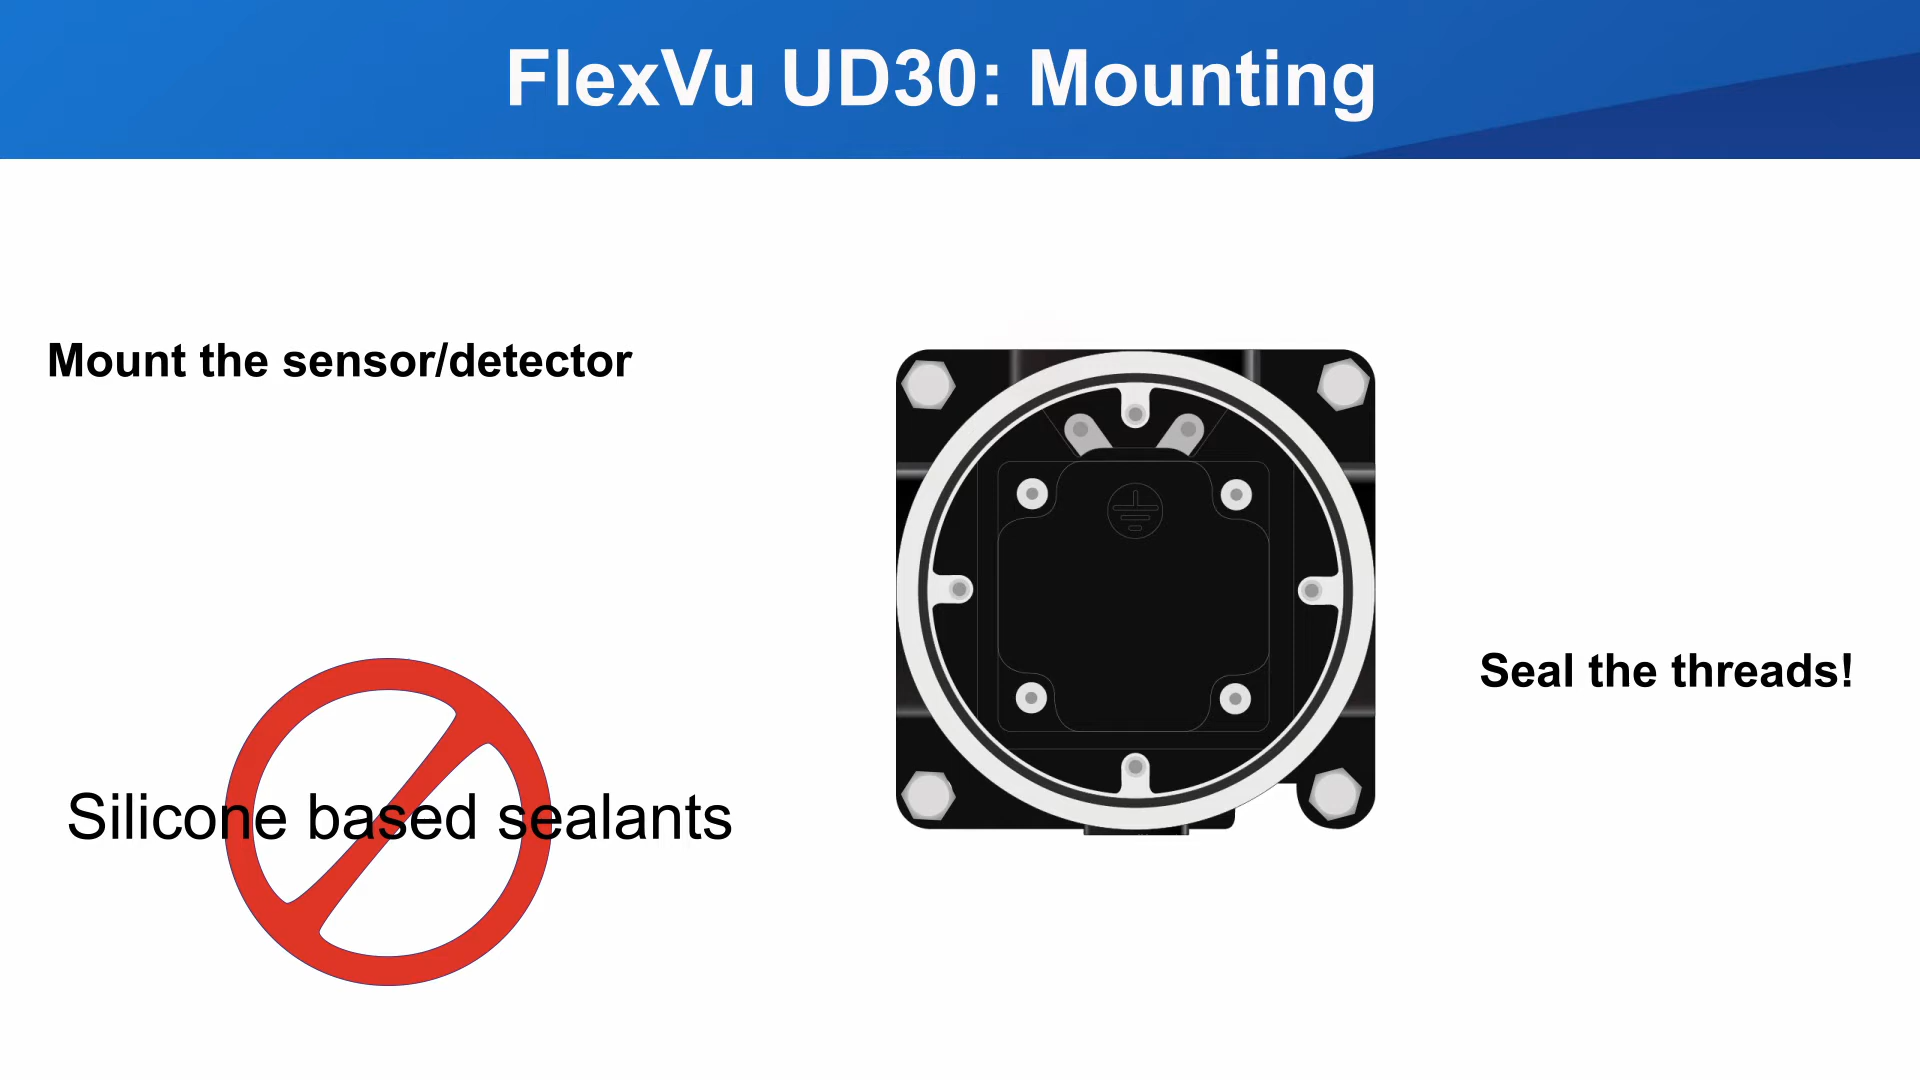 FlexVu UD30: Mounting
Mount the sensor/detector
Seal the threads!
Silicone based sealants